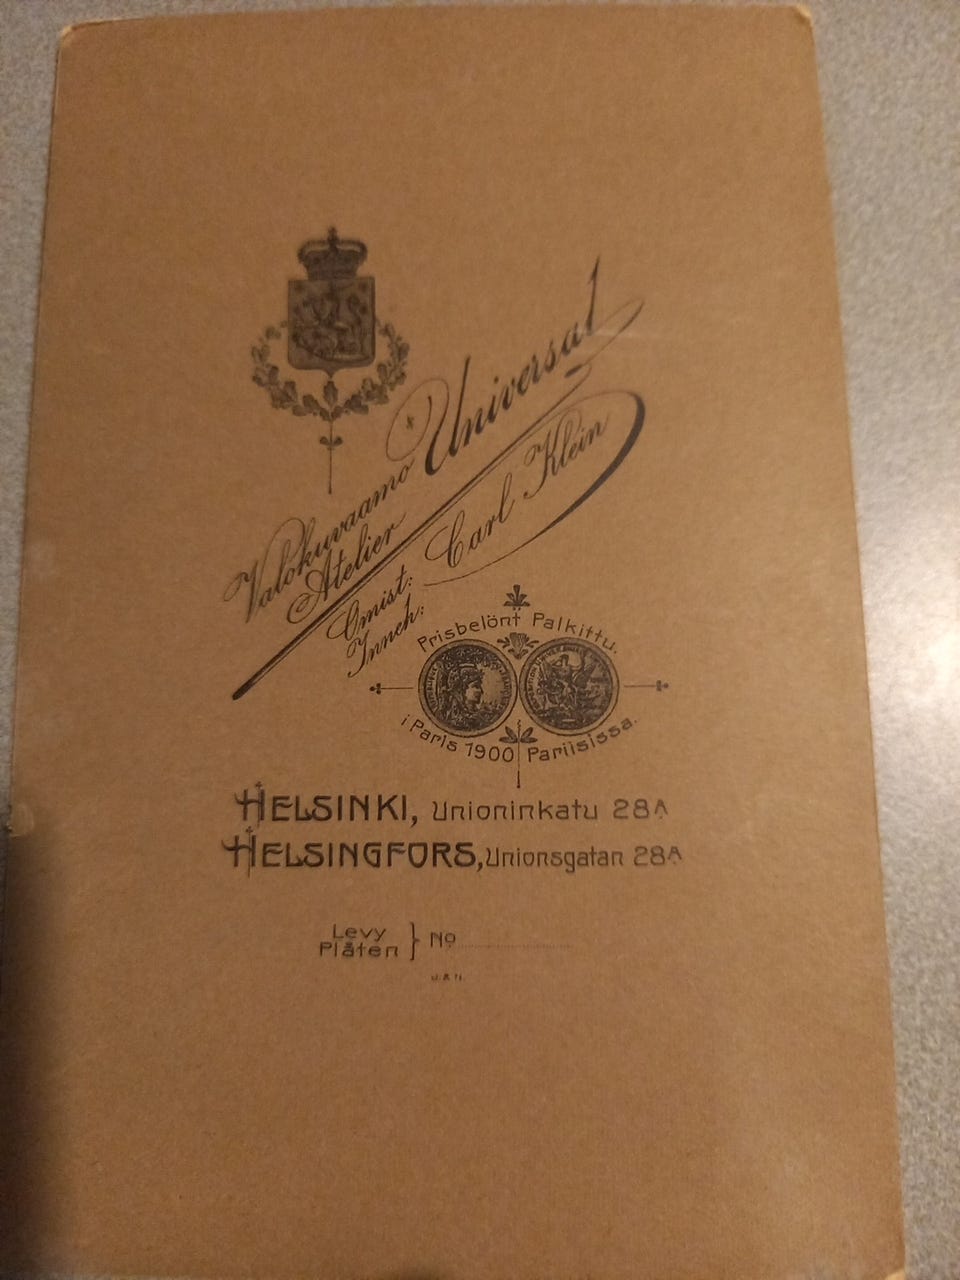 Universal
Valokuvaamo
Atelier
Omist:
Inneh:
Carl Klein
Prisbelönt Palkittu.
i Paris 1900 Pariisissa.
HELSINKI, Unioninkatu 28A
HELSINGFORS, Unionsgatan 28A
Levy
Plåten } No